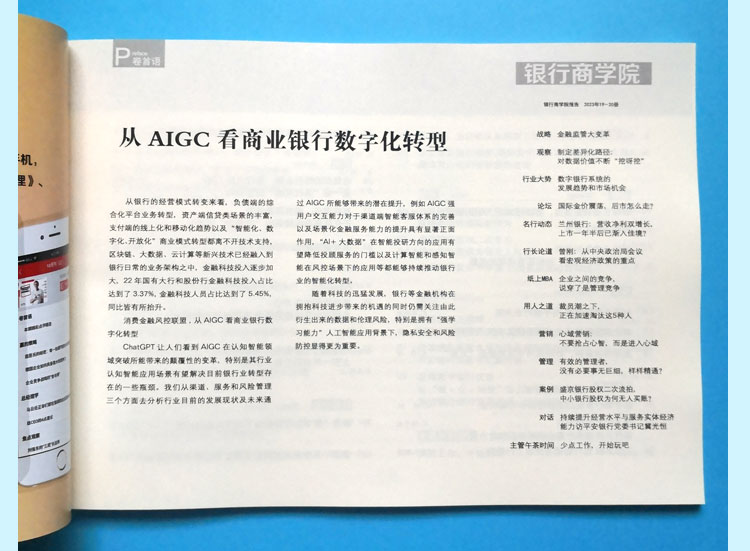 手机,
理》、
Preface
卷首语
银行商学院
银行商学院报告 2023年19-20册
从 AIGC 看商业银行数字化转型
从银行的经营模式转变来看,负债端的综
合化平台业务转型,资产端信贷类场景的丰富,
支付端的线上化和移动化趋势以及“智能化、数
字化、开放化”商业模式转型都离不开技术支持,
区块链、大数据、云计算等新兴技术已经融入到
银行日常的业务架构之中,金融科技投入逐步加
大,22 年国有大行和股份行金融科技投入占比
达到了 3.37%,金融科技人员占比达到了 5.45%,
同比皆有所抬升。
消费金融风控联盟,从 AIGC 看商业银行数
字化转型
ChatGPT 让人们看到 AIGC 在认知智能领
域突破所能带来的颠覆性的变革,特别是其行业
认知智能应用场景有望解决目前银行业转型存
在的一些瓶颈。我们从渠道、服务和风险管理
三个方面去分析行业目前的发展现状及未来通
过 AIGC 所能够带来的潜在提升,例如 AIGC 强
用户交互能力对于渠道端智能客服体系的完善
以及场景化金融服务能力的提升具有显著正面
作用,“AI+ 大数据”在智能投研方向的应用有
望降低投顾服务的门槛以及计算智能和感知智
能在风控场景下的应用等都能够持续推动银行
业的智能化转型。
随着科技的迅猛发展,银行等金融机构在
拥抱科技进步带来的机遇的同时仍需关注由此
衍生出来的数据和伦理风险,特别是拥有“强学
习能力”人工智能应用背景下,隐私安全和风险
防控显得更为重要。
战略 金融监管大变革
观察 制定差异化路径:
对数据价值不断“挖呀挖”
行业大势 数字银行系统的
发展趋势和市场机会
论坛 国际金价震荡,后市怎么走?
名行动态 兰州银行:营收净利双增长,
上市一年半后已渐入佳境?
行长论道 曾刚:从中央政治局会议
看宏观经济政策的重点
纸上MBA 企业之间的竞争,
说穿了是管理竞争
用人之道 裁员潮之下,
正在加速淘汰这5种人
营销 心域营销:
不要抢占心智,而是进入心域
管理 有效的管理者,
没有必要事无巨细,样样精通?
案例 盛京银行股权二次流拍,
中小银行股权为何无人买账?
对话 持续提升经营水平与服务实体经济
能力访平安银行党委书记冀光恒
主管午茶时间 少点工作,开始玩吧